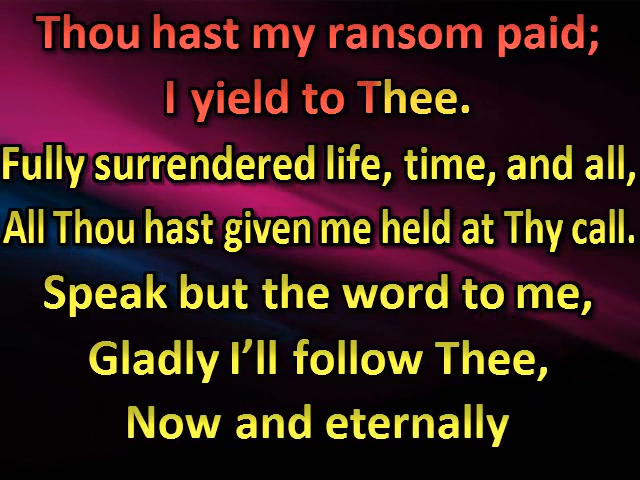 Thou hast my ransom paid;
I yield to Thee.
Fully surrendered life, time, and all,
All Thou hast given me held at Thy call.
Speak but the word to me,
Gladly I’ll follow Thee,
Now and eternally